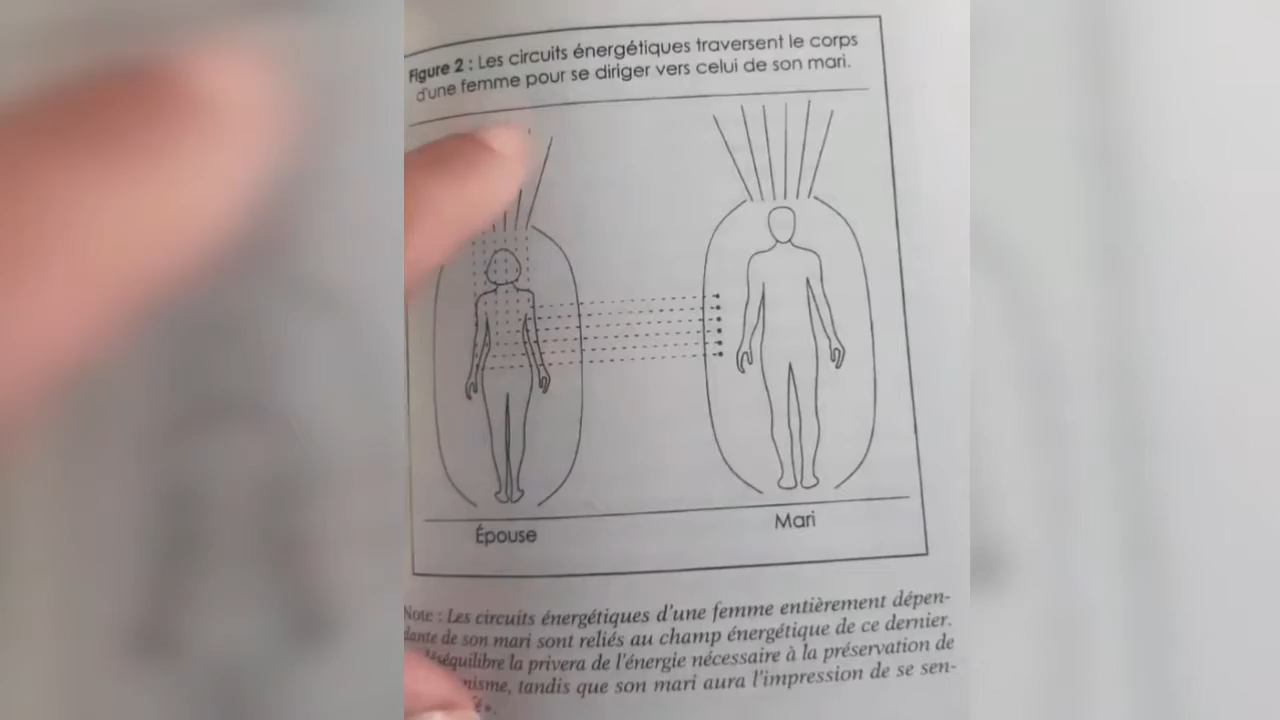 Figure 2 : Les circuits énergétiques traversent le corps
d'une femme pour se diriger vers celui de son mari.
Épouse
Mari
Note : Les circuits énergétiques d'une femme entièrement dépen-
dante de son mari sont reliés au champ énergétique de ce dernier.
la privera de l'énergie nécessaire à la préservation de
tandis que son mari aura l'impression de se sen-